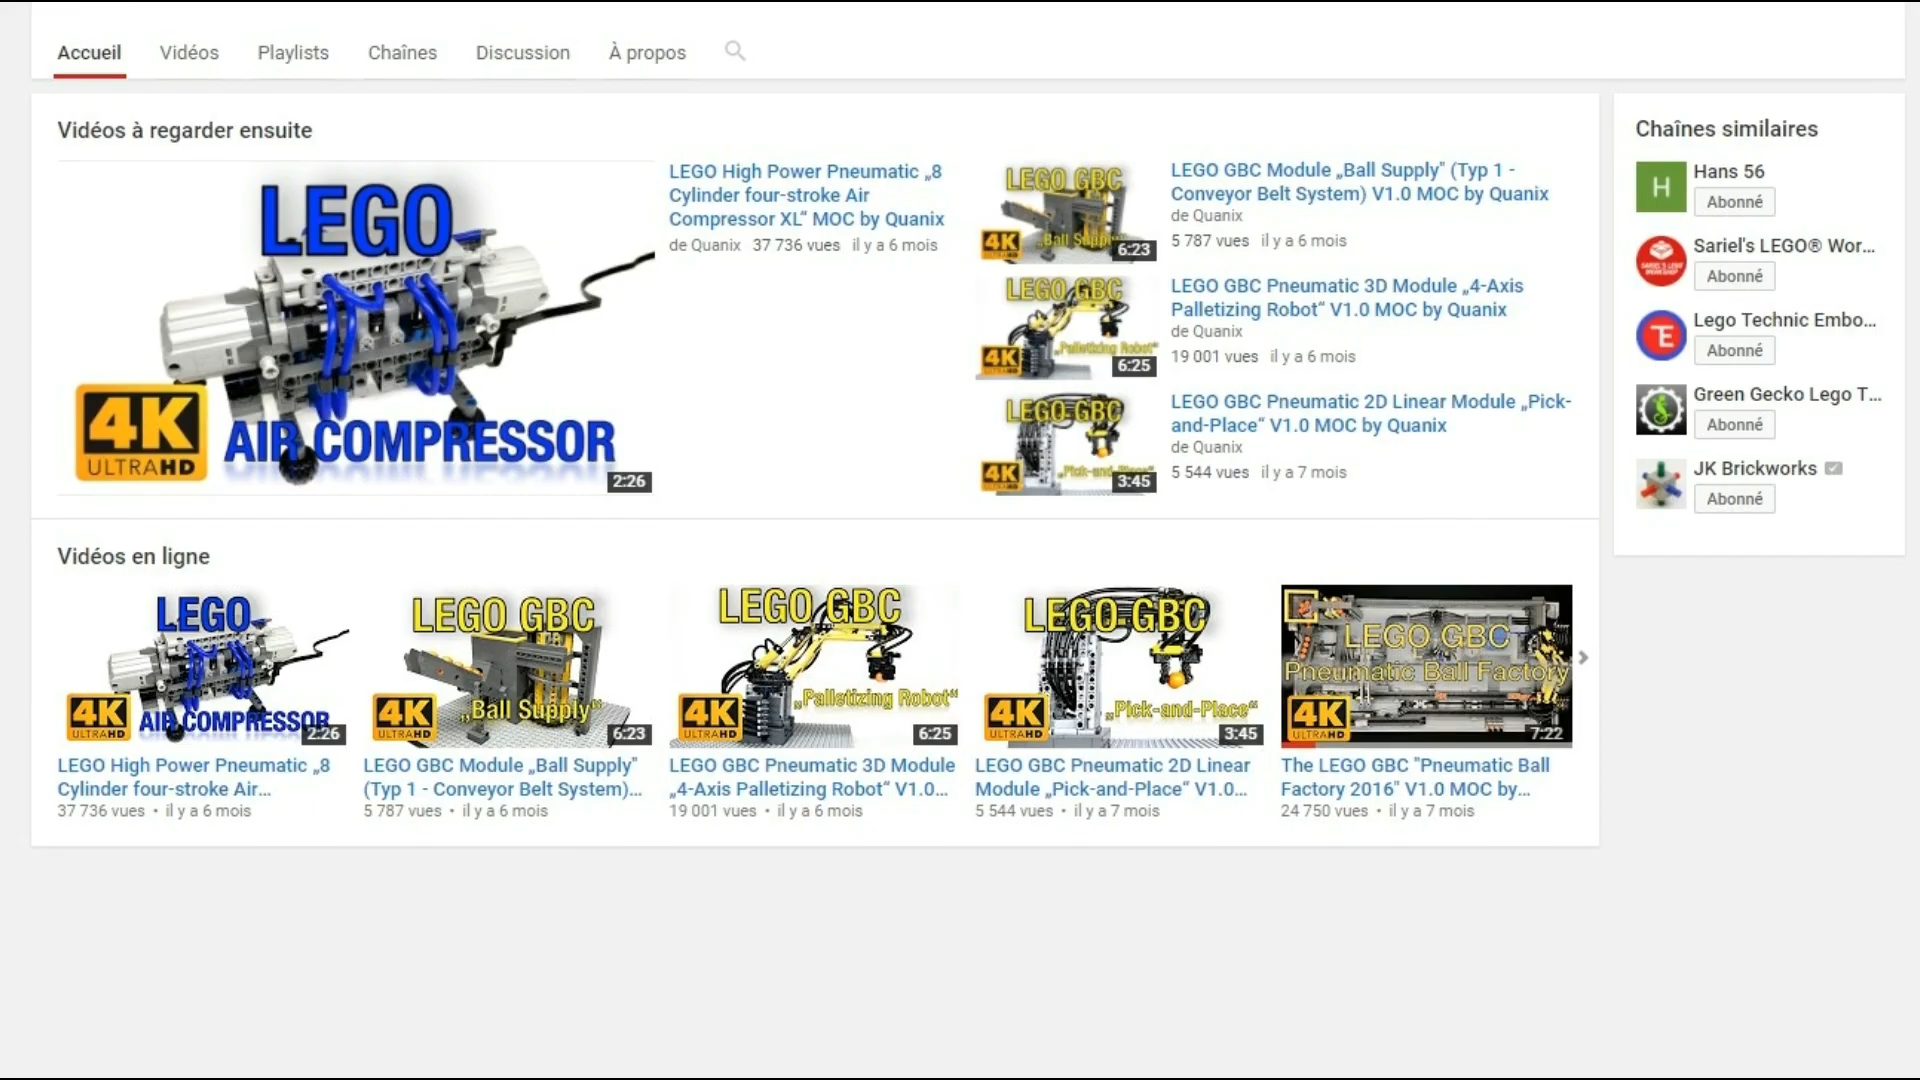 Accueil Vidéos Playlists Chaînes Discussion À propos
Vidéos à regarder ensuite
LEGO
4K
ULTRAHD
AIR COMPRESSOR
2:26
LEGO High Power Pneumatic „8
Cylinder four-stroke Air
Compressor XL“ MOC by Quanix
de Quanix 37 736 vues il y a 6 mois
LEGO GBC
4K
ULTRAHD
„Ball Supply“
6:23
LEGO GBC Module „Ball Supply" (Typ 1 -
Conveyor Belt System) V1.0 MOC by Quanix
de Quanix
5 787 vues il y a 6 mois
LEGO GBC
4K
ULTRAHD
„Palletizing Robot“
6:25
LEGO GBC Pneumatic 3D Module „4-Axis
Palletizing Robot“ V1.0 MOC by Quanix
de Quanix
19 001 vues il y a 6 mois
LEGO GBC
4K
ULTRAHD
„Pick-and-Place“
3:45
LEGO GBC Pneumatic 2D Linear Module „Pick-
and-Place“ V1.0 MOC by Quanix
de Quanix
5 544 vues il y a 7 mois
Vidéos en ligne
LEGO
4K
ULTRAHD
AIR COMPRESSOR
2:26
LEGO High Power Pneumatic „8
Cylinder four-stroke Air...
37 736 vues • il y a 6 mois
LEGO GBC
4K
ULTRAHD
„Ball Supply“
6:23
LEGO GBC Module „Ball Supply"
(Typ 1 - Conveyor Belt System)...
5 787 vues • il y a 6 mois
LEGO GBC
4K
ULTRAHD
„Palletizing Robot“
6:25
LEGO GBC Pneumatic 3D Module
„4-Axis Palletizing Robot“ V1.0...
19 001 vues • il y a 6 mois
LEGO GBC
4K
ULTRAHD
„Pick-and-Place“
3:45
LEGO GBC Pneumatic 2D Linear
Module „Pick-and-Place“ V1.0...
5 544 vues • il y a 7 mois
LEGO GBC
Pneumatic Ball Factory
4K
ULTRAHD
7:22
The LEGO GBC "Pneumatic Ball
Factory 2016" V1.0 MOC by...
24 750 vues • il y a 7 mois
Chaînes similaires
H
Hans 56
Abonné
SARIEL'S LEGO
WORKSHOP
Sariel's LEGO® Wor...
Abonné
TE
Lego Technic Embo...
Abonné
Green Gecko Lego T...
Abonné
JK Brickworks
Abonné